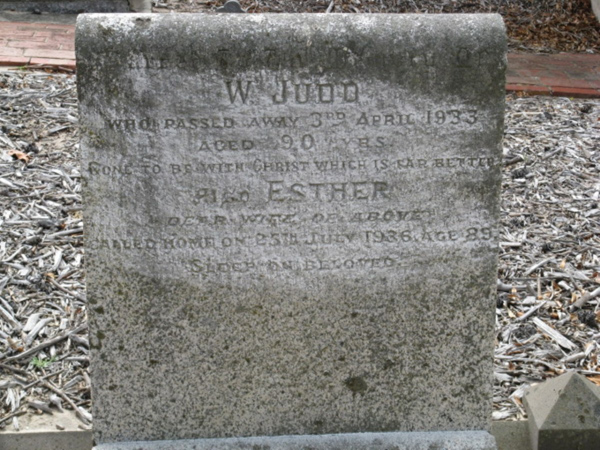 W. JUDD
WHO PASSED AWAY 3RD APRIL 1933
AGED 90 YRS.
GONE TO BE WITH CHRIST WHICH IS FAR BETTER
ALSO ESTHER
DEAR WIFE OF ABOVE
CALLED HOME ON 25TH JULY 1936, AGE 89
SLEEP ON BELOVED